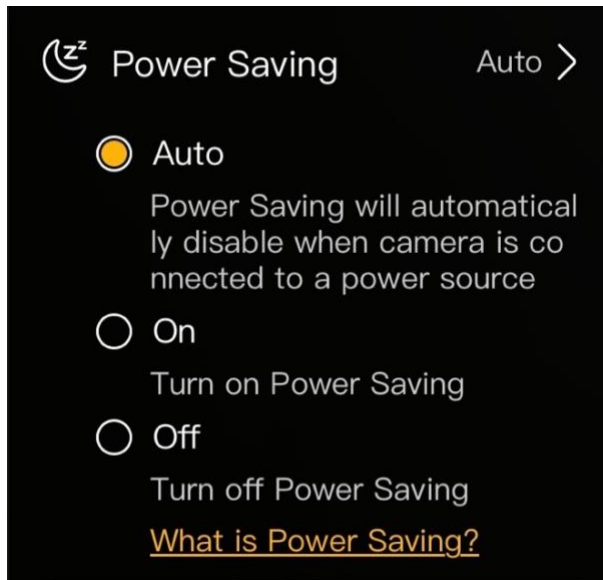 Power Saving Auto
Auto
Power Saving will automatical
ly disable when camera is co
nnected to a power source
On
Turn on Power Saving
Off
Turn off Power Saving
What is Power Saving?